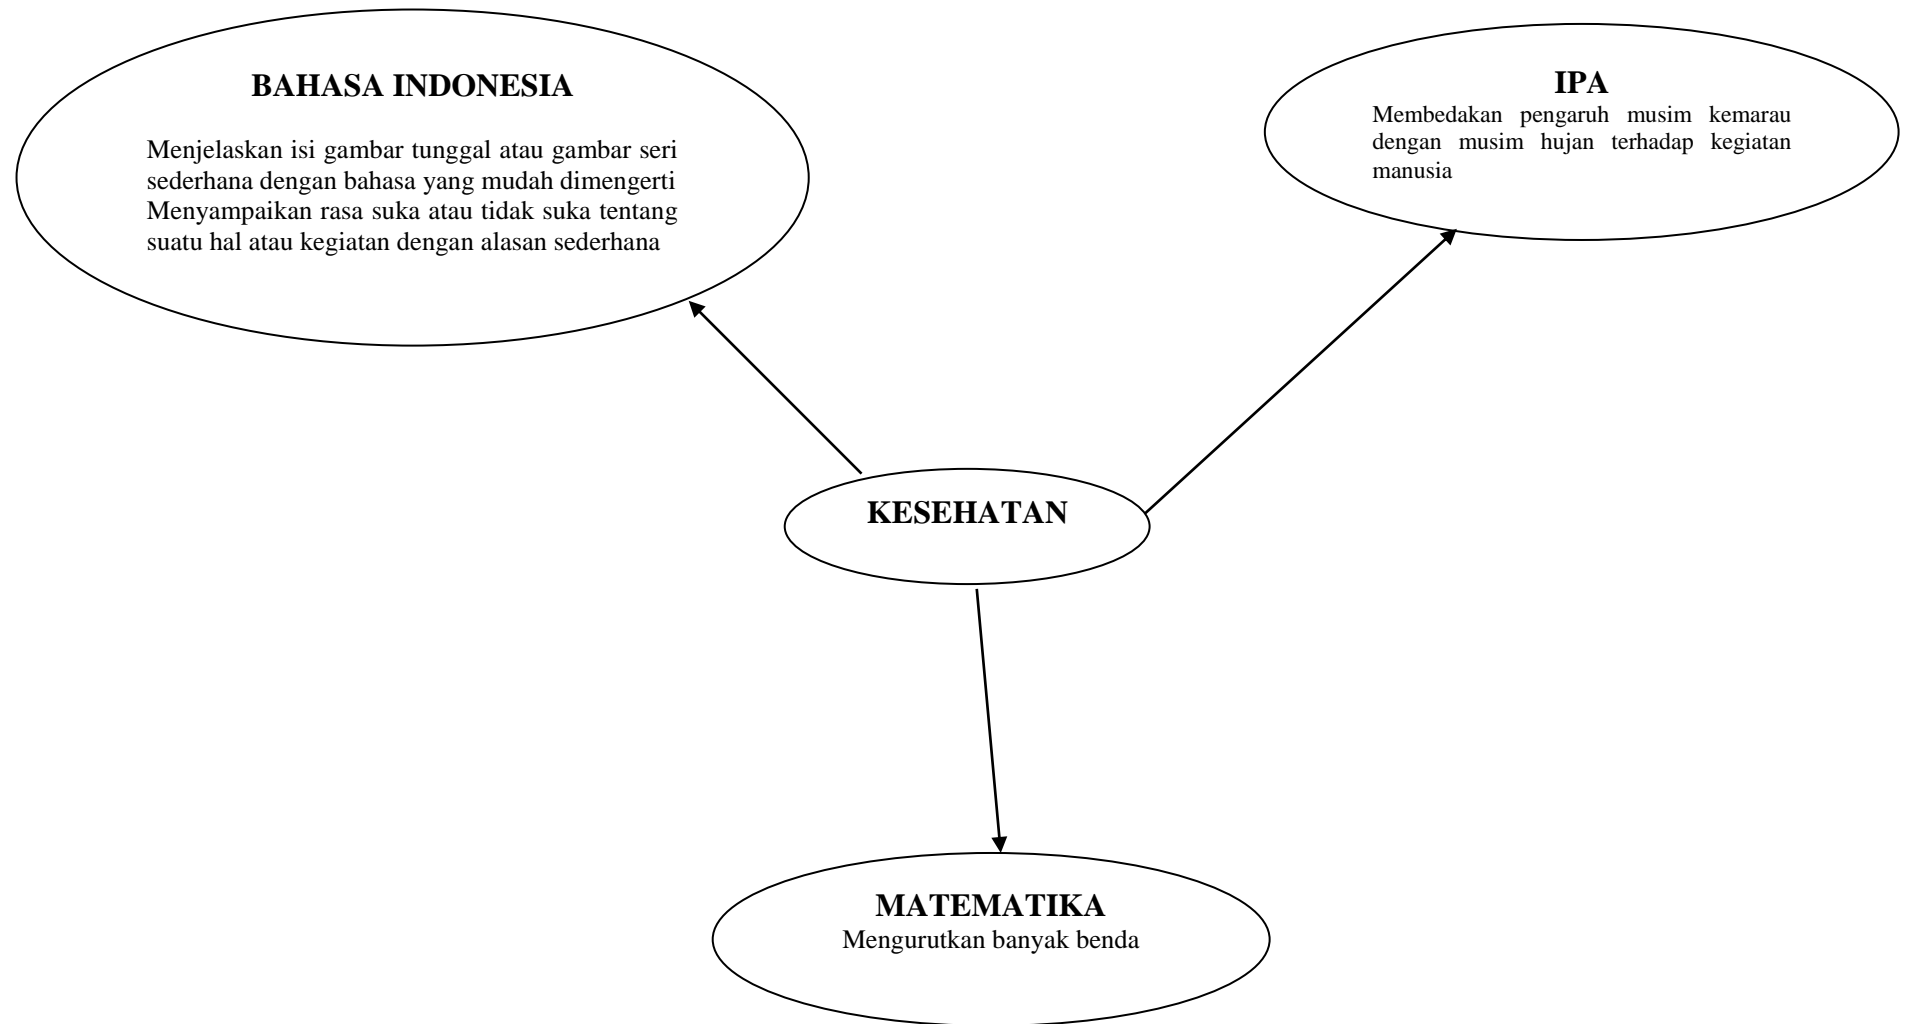 BAHASA INDONESIA
Menjelaskan isi gambar tunggal atau gambar seri
sederhana dengan bahasa yang mudah dimengerti
Menyampaikan rasa suka atau tidak suka tentang
suatu hal atau kegiatan dengan alasan sederhana
IPA
Membedakan pengaruh musim kemarau
dengan musim hujan terhadap kegiatan
manusia
KESEHATAN
MATEMATIKA
Mengurutkan banyak benda